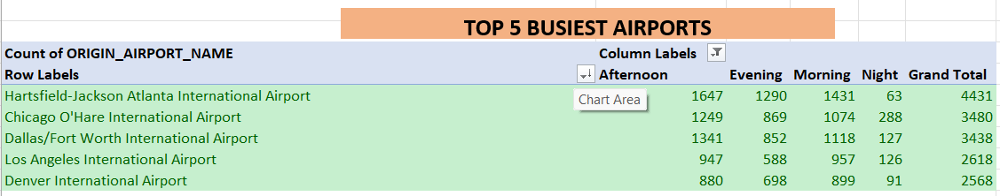 TOP 5 BUSIEST AIRPORTS
Count of ORIGIN_AIRPORT_NAME Column Labels
Row Labels Afternoon Evening Morning Night Grand Total
Hartsfield-Jackson Atlanta International Airport 1647 1290 1431 63 4431
Chart Area
Chicago O'Hare International Airport 1249 869 1074 288 3480
Dallas/Fort Worth International Airport 1341 852 1118 127 3438
Los Angeles International Airport 947 588 957 126 2618
Denver International Airport 880 698 899 91 2568